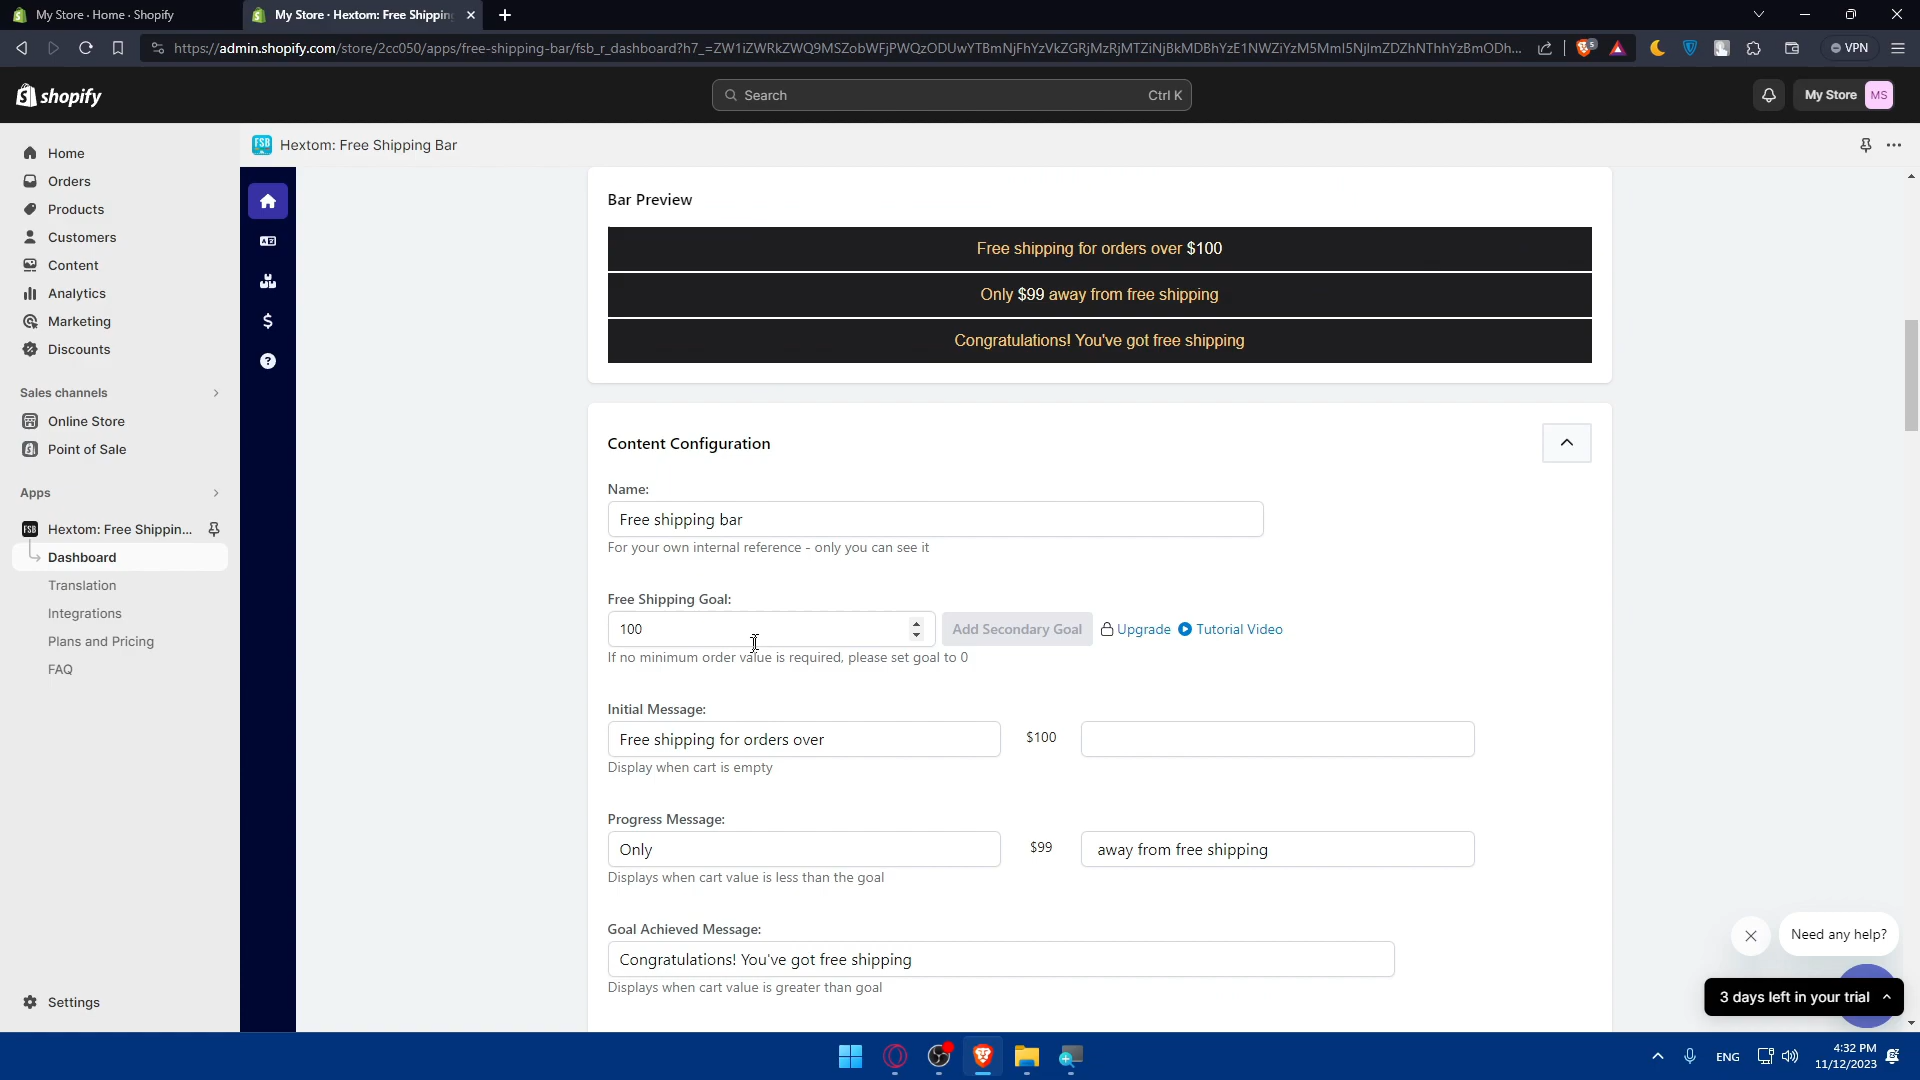 My Store · Home · Shopify
My Store · Hextom: Free Shipping
https://admin.shopify.com/store/2cc050/apps/free-shipping-bar/fsb_r_dashboard?h7_=
VPN
shopify
Search
Ctrl K
My Store
MS
Home
Orders
Products
Customers
Content
Analytics
Marketing
Discounts
Sales channels
Online Store
Point of Sale
Apps
FSB Hextom: Free Shippin...
Dashboard
Translation
Integrations
Plans and Pricing
FAQ
Settings
FSB Hextom: Free Shipping Bar
Bar Preview
Free shipping for orders over $100
Only $99 away from free shipping
Congratulations! You've got free shipping
Content Configuration
Name:
Free shipping bar
For your own internal reference - only you can see it
Free Shipping Goal:
100
Add Secondary Goal
Upgrade
Tutorial Video
If no minimum order value is required, please set goal to 0
Initial Message:
Free shipping for orders over
$100
Display when cart is empty
Progress Message:
Only
$99
away from free shipping
Displays when cart value is less than the goal
Goal Achieved Message:
Congratulations! You've got free shipping
Displays when cart value is greater than goal
Need any help?
3 days left in your trial
ENG
4:32 PM
11/12/2023